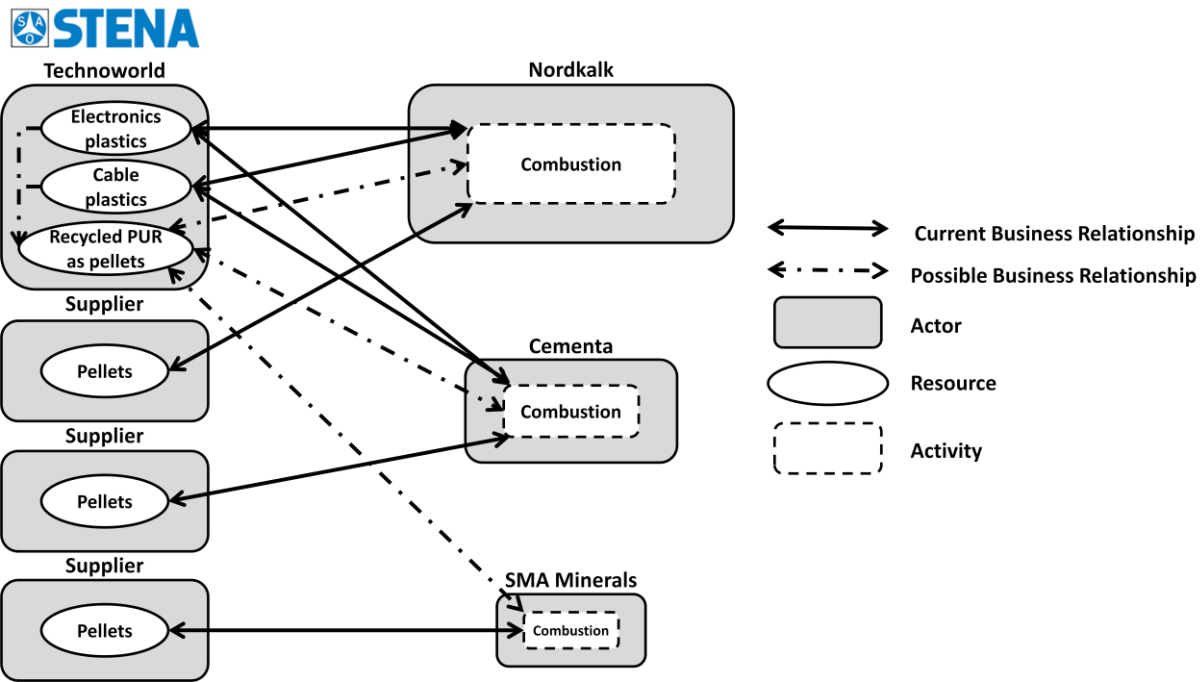 S A O STENA
Technoworld
Electronics
plastics
Cable
plastics
Recycled PUR
as pellets
Supplier
Pellets
Supplier
Pellets
Supplier
Pellets
Nordkalk
Combustion
Cementa
Combustion
SMA Minerals
Combustion
Current Business Relationship
Possible Business Relationship
Actor
Resource
Activity